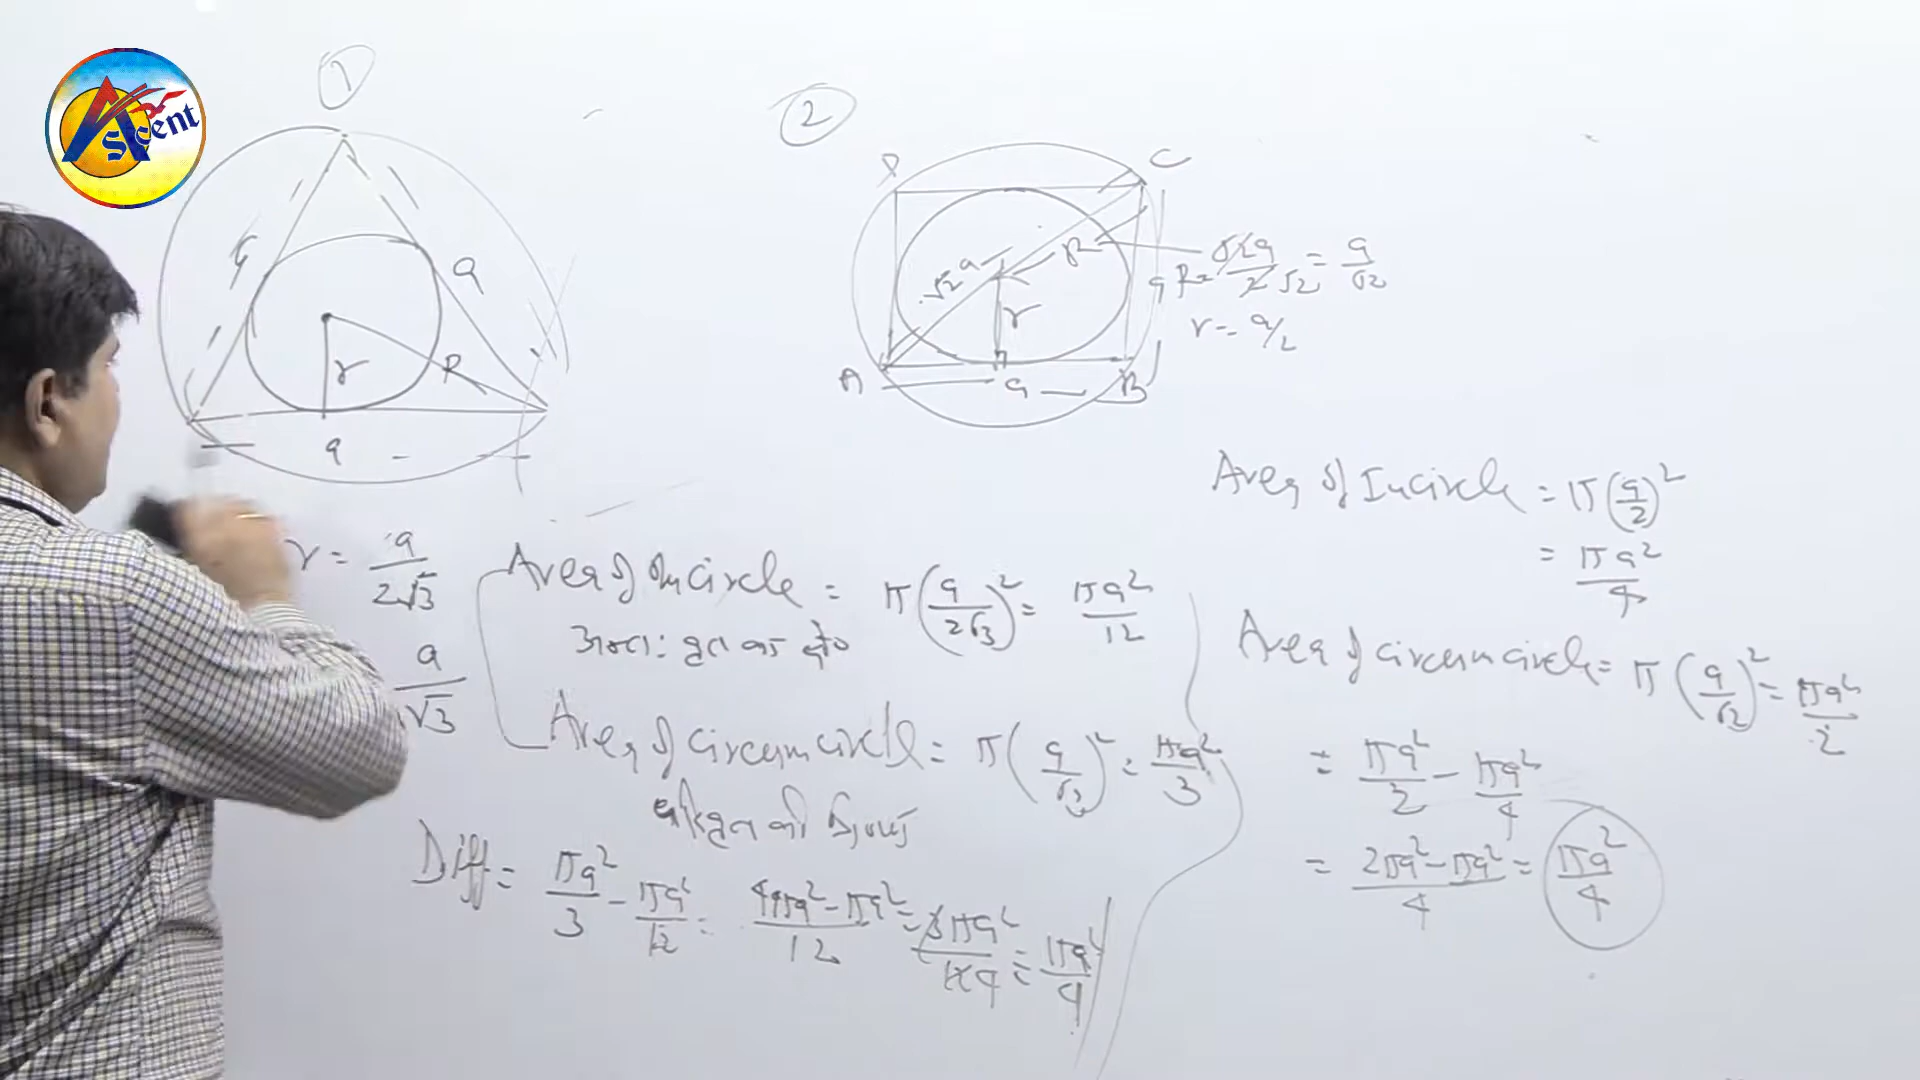 Ascent
1
a
a
r
R
a
r = a/2√3
a/√3
2
D
C
√2 a
R
r
a
A
a
B
R = √2a/2 √2 = a/√2
r = a/2
Area of Incircle = π(a/2)²
= πa²/4
Area of circumcircle = π(a/√2)² = πa²/2
= πa²/2 - πa²/4
= 2πa² - πa²/4 = πa²/4
Area of Incircle = π(a/2√3)² = πa²/12
Area of circumcircle = π(a/√3)² = πa²/3
Diff = πa²/3 - πa²/12 = 4πa² - πa²/12 = 3πa²/12 4 = πa²/4